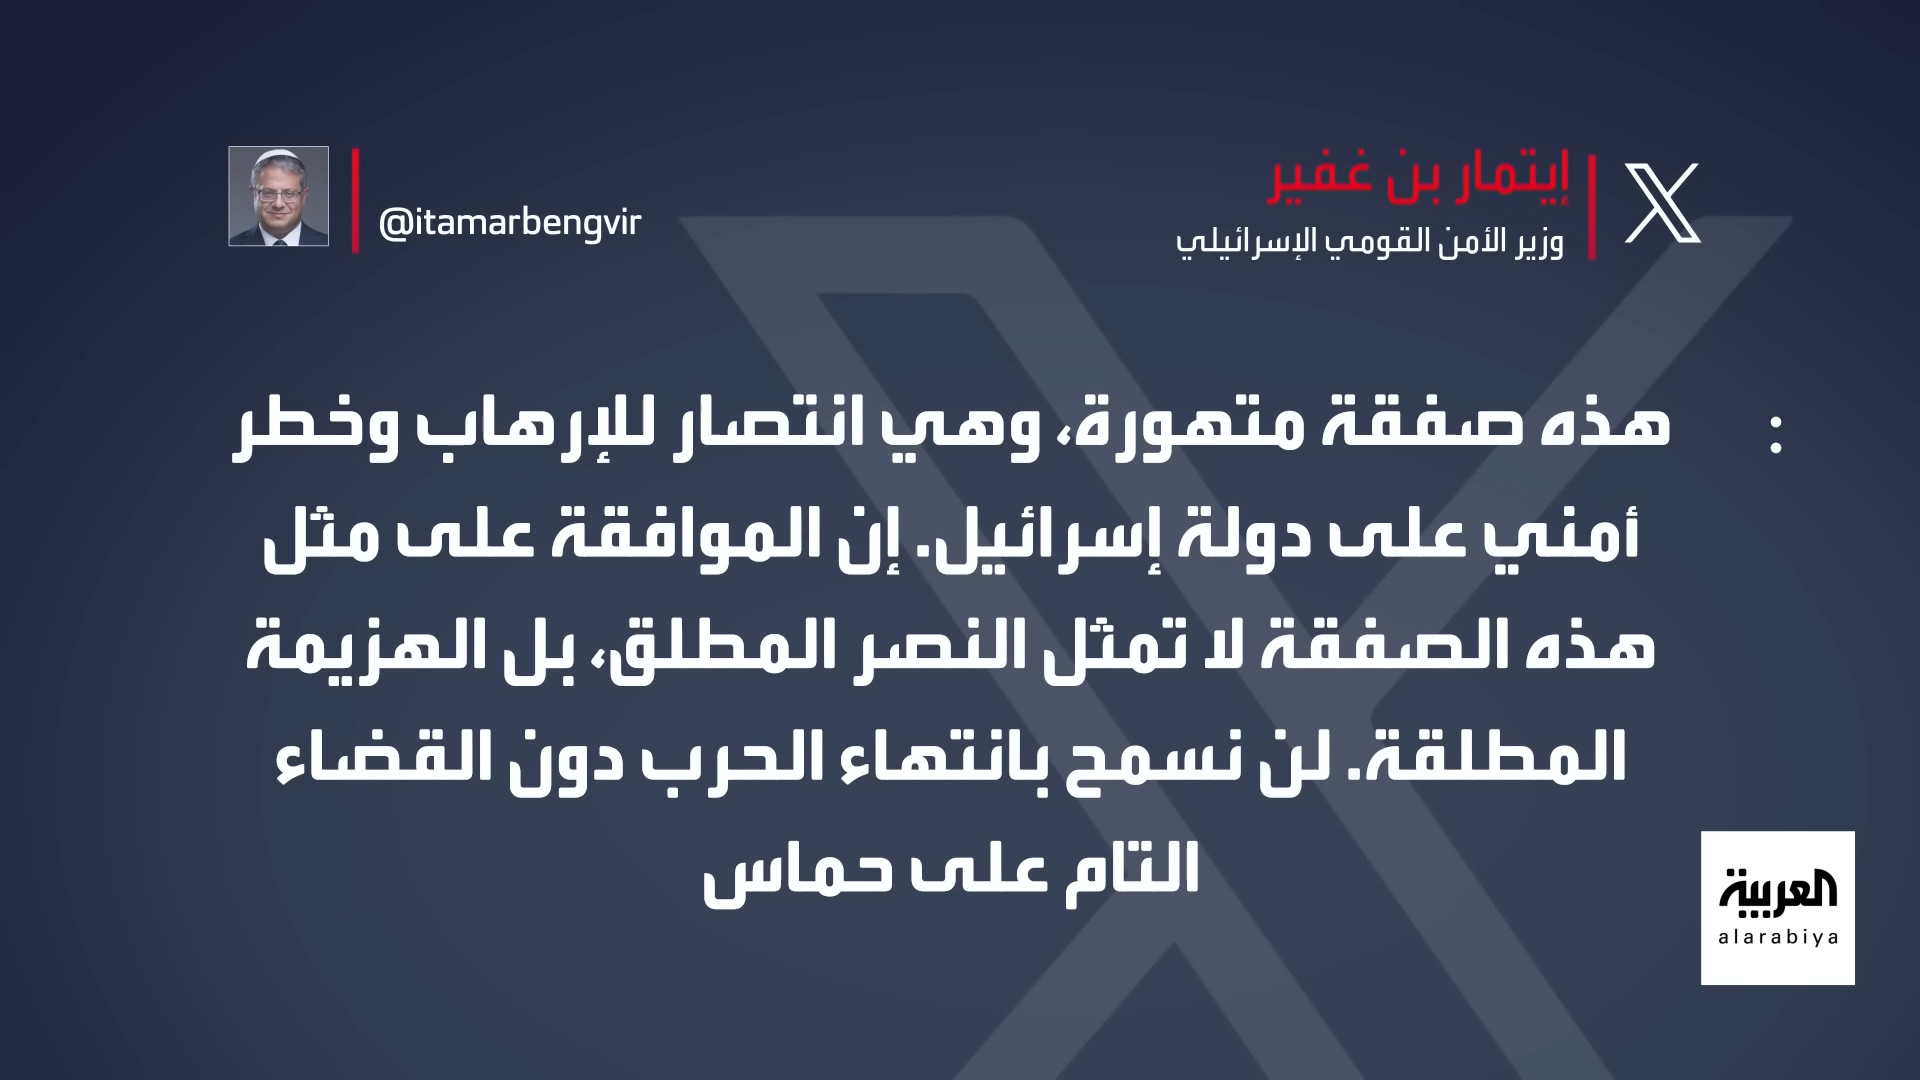 إيتمار بن غفير
وزير الأمن القومي الإسرائيلي
@itamarbengvir
:
هذه صفقة متهورة، وهي انتصار للإرهاب وخطر
أمني على دولة إسرائيل. إن الموافقة على مثل
هذه الصفقة لا تمثل النصر المطلق، بل الهزيمة
المطلقة. لن نسمح بانتهاء الحرب دون القضاء
التام على حماس
العربية
alarabiya